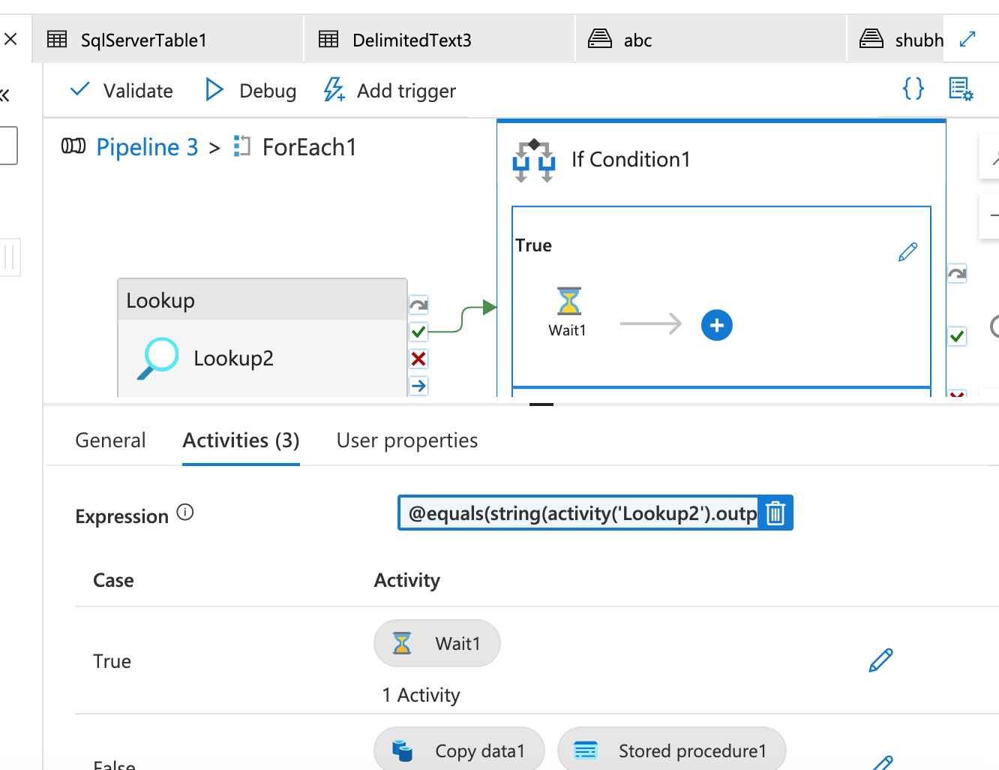 SqlServerTable1
DelimitedText3
abc
shubh
Validate
Debug
Add trigger
Pipeline 3 > ForEach1
If Condition1
True
Wait1
Lookup
Lookup2
General
Activities (3)
User properties
Expression
@equals(string(activity('Lookup2').outp
Case
Activity
True
Wait1
1 Activity
False
Copy data1
Stored procedure1